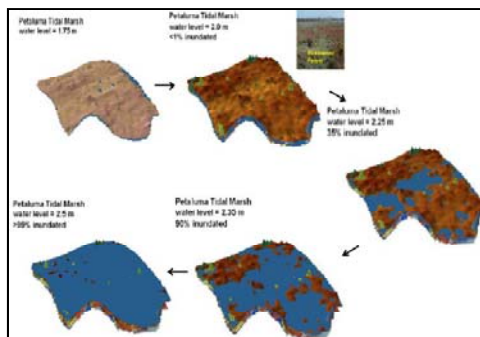 Petaluma Tidal Marsh
water level = 1.75 m
Petaluma Tidal Marsh
water level = 2.0 m
<1% inundated
Petaluma Tidal Marsh
water level = 2.25 m
35% inundated
Petaluma Tidal Marsh
water level = 2.30 m
90% inundated
Petaluma Tidal Marsh
water level = 2.5 m
>99% inundated